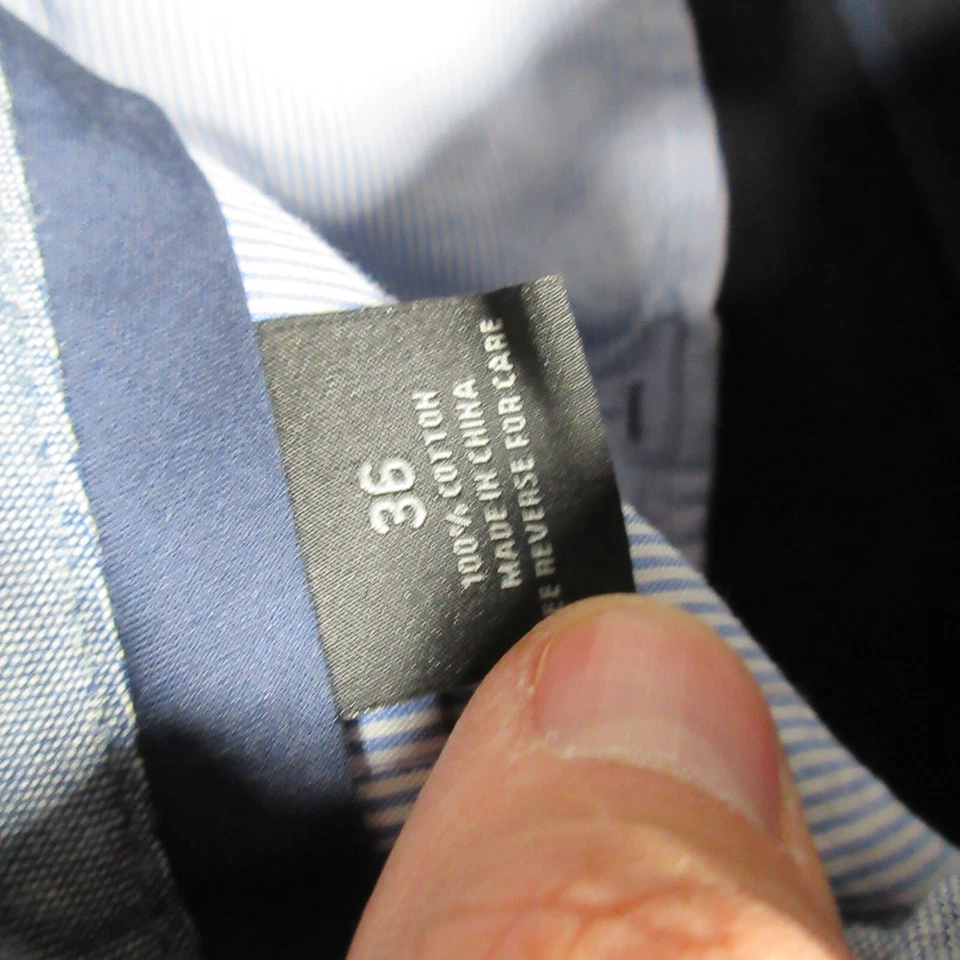 36
100% COTTON
MADE IN CHINA
REVERSE FOR CARE